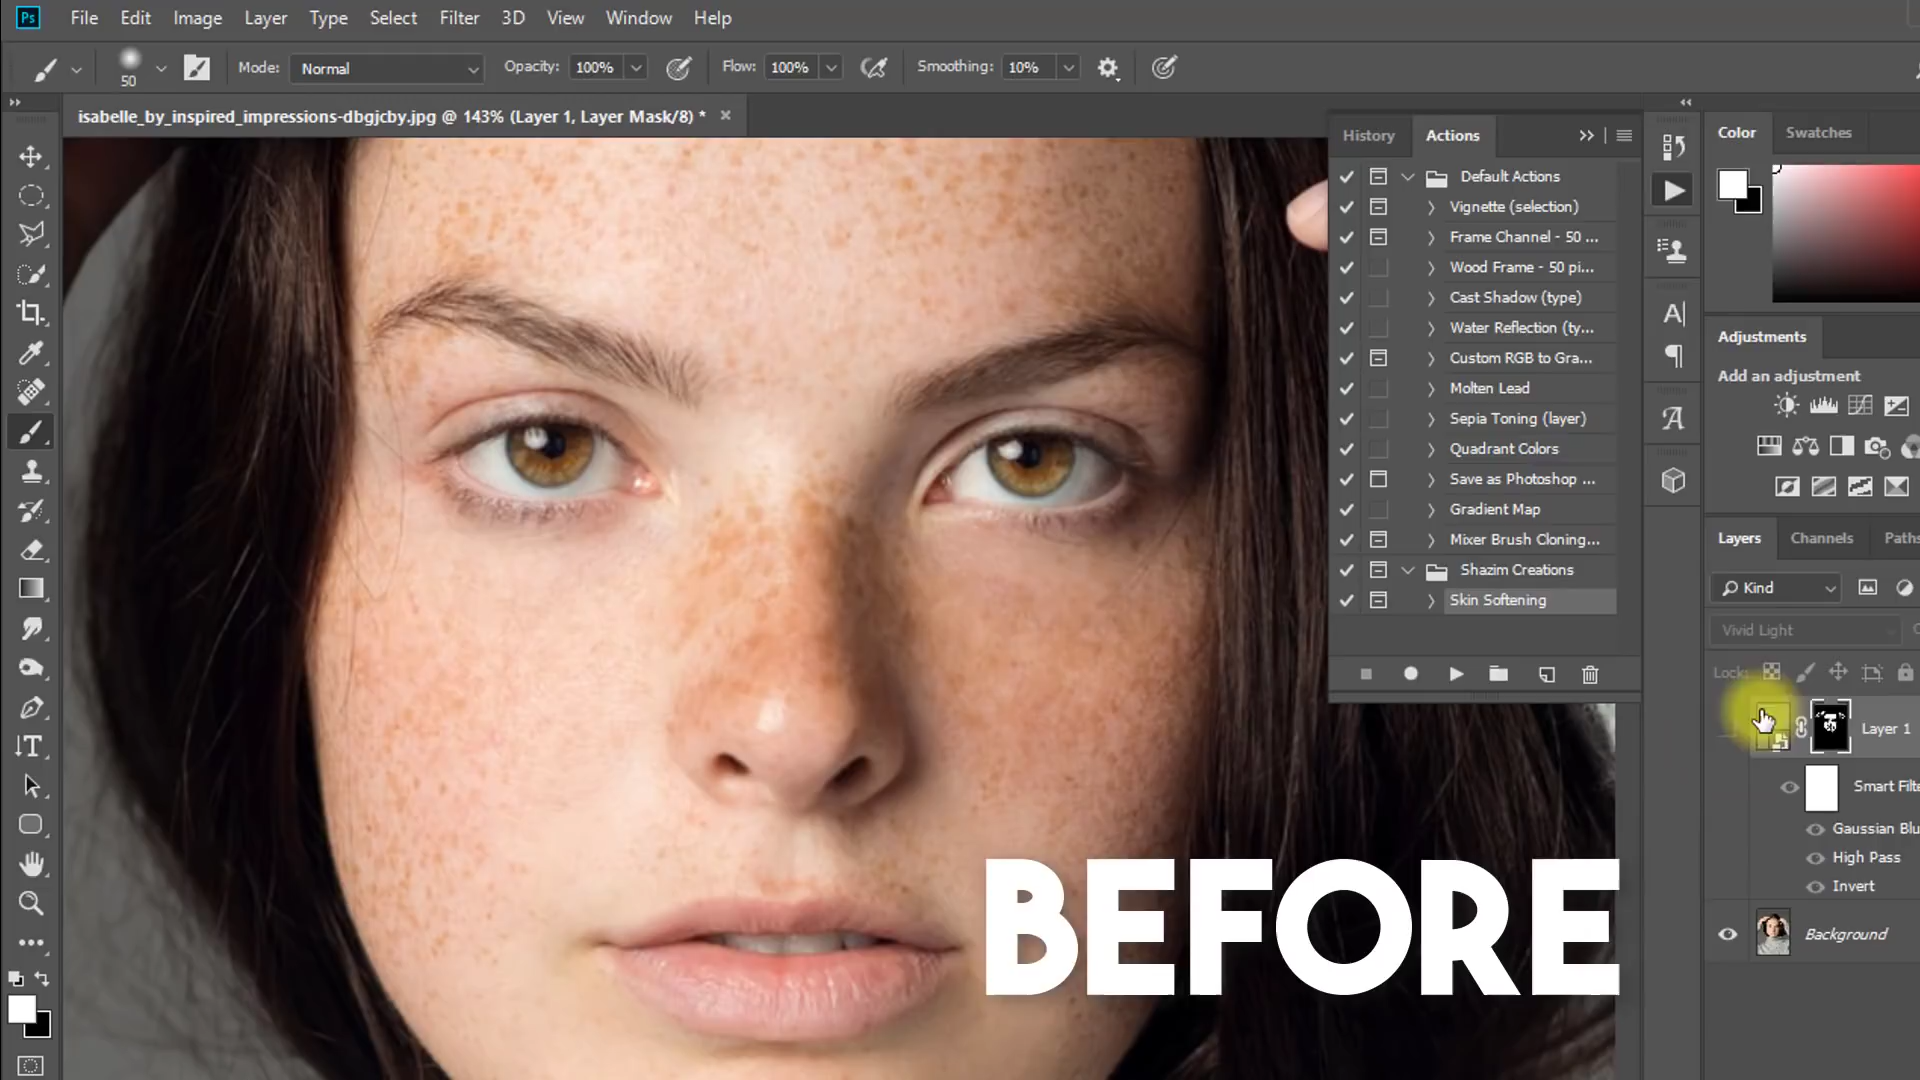 Ps File Edit Image Layer Type Select Filter 3D View Window Help
50 Mode: Normal Opacity: 100% Flow: 100% Smoothing: 10%
isabelle_by_inspired_impressions-dbgjcby.jpg @ 143% (Layer 1, Layer Mask/8) *
History Actions
Default Actions
Vignette (selection)
Frame Channel - 50 ...
Wood Frame - 50 pi...
Cast Shadow (type)
Water Reflection (ty...
Custom RGB to Gra...
Molten Lead
Sepia Toning (layer)
Quadrant Colors
Save as Photoshop ...
Gradient Map
Mixer Brush Cloning...
Shazim Creations
Skin Softening
Color Swatches
Adjustments
Add an adjustment
Layers Channels Paths
Kind
Vivid Light
Lock:
Layer 1
Smart Filte
Gaussian Blu
High Pass
Invert
Background
BEFORE